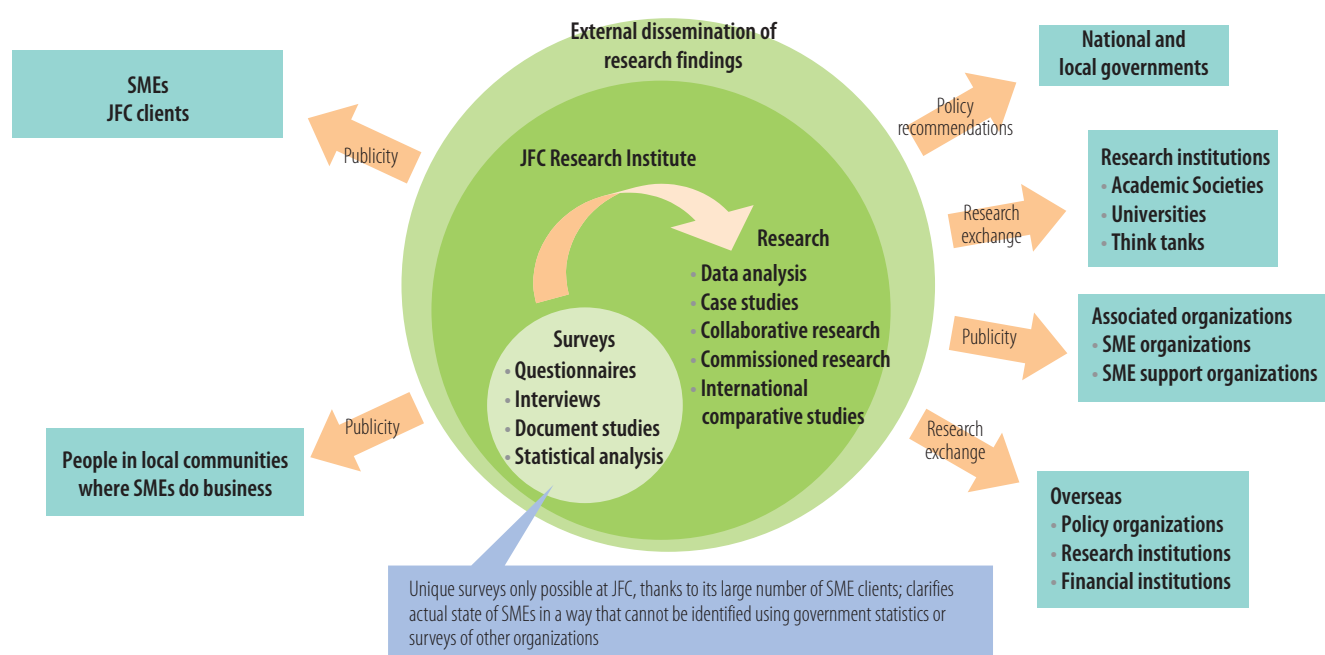 External dissemination of
research findings
SMEs
JFC clients
Publicity
People in local communities
where SMEs do business
Publicity
JFC Research Institute
Surveys
• Questionnaires
• Interviews
• Document studies
• Statistical analysis
Research
• Data analysis
• Case studies
• Collaborative research
• Commissioned research
• International
comparative studies
Policy
recommendations
National and
local governments
Research
exchange
Research institutions
• Academic Societies
• Universities
• Think tanks
Publicity
Associated organizations
• SME organizations
• SME support organizations
Research
exchange
Overseas
• Policy organizations
• Research institutions
• Financial institutions
Unique surveys only possible at JFC, thanks to its large number of SME clients; clarifies
actual state of SMEs in a way that cannot be identified using government statistics or
surveys of other organizations